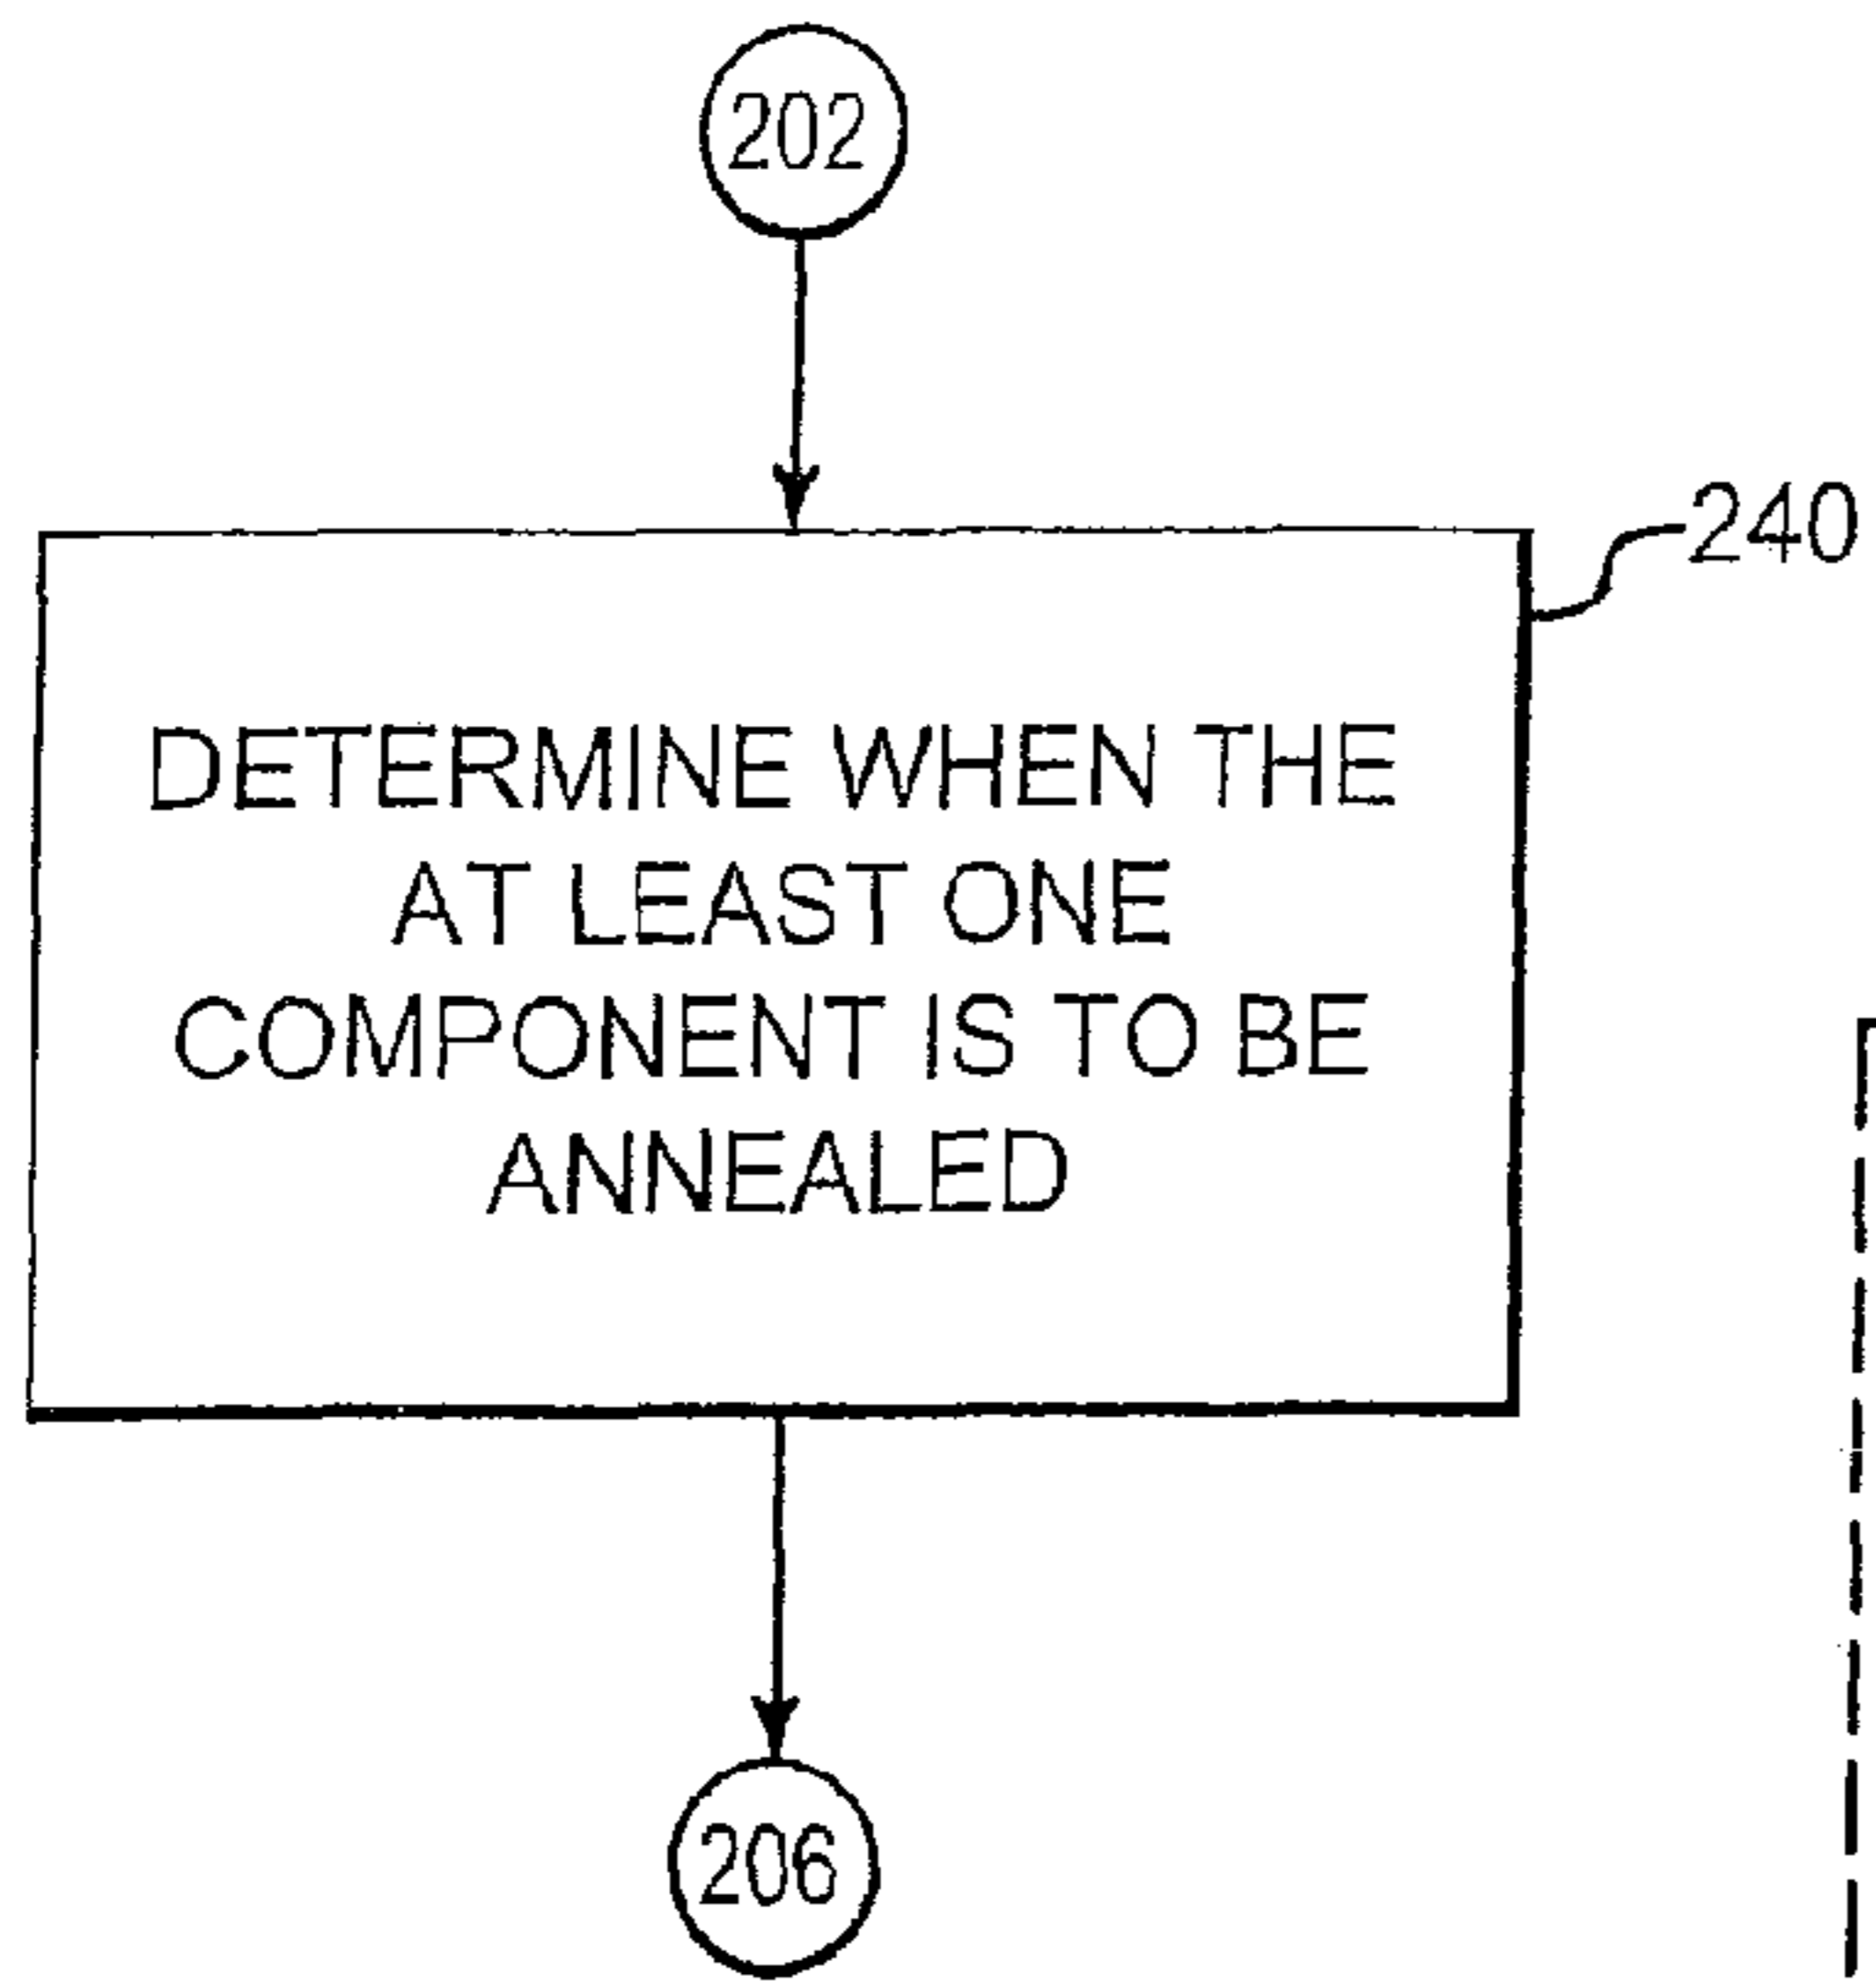 202
240
DETERMINE WHEN THE
AT LEAST ONE
COMPONENT IS TO BE
ANNEALED
206